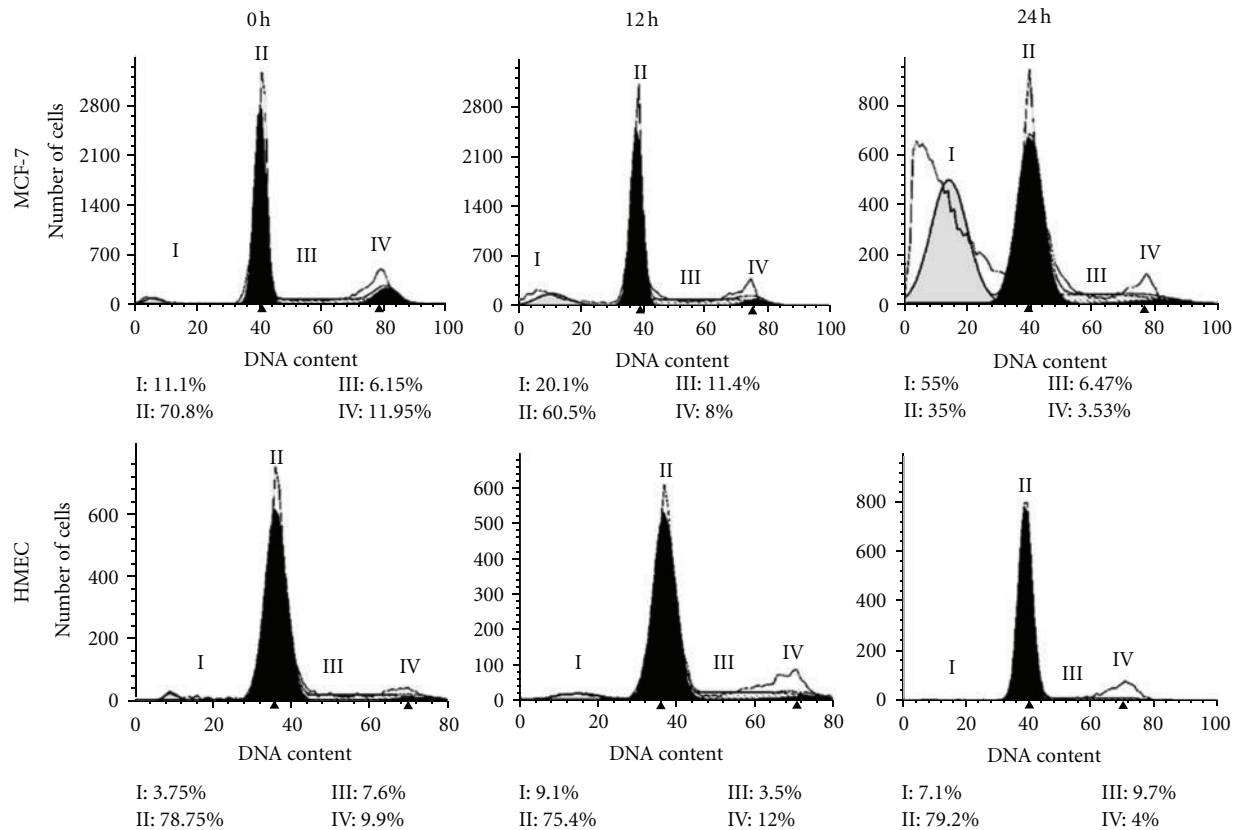 0 h
12 h
24 h
MCF-7
Number of cells
2800
2100
1400
700
0
I
II
III
IV
0 20 40 60 80 100
DNA content
I: 11.1% III: 6.15%
II: 70.8% IV: 11.95%
2800
2100
1400
700
0
I
II
III
IV
0 20 40 60 80 100
DNA content
I: 20.1% III: 11.4%
II: 60.5% IV: 8%
800
600
400
200
0
I
II
III
IV
0 20 40 60 80 100
DNA content
I: 55% III: 6.47%
II: 35% IV: 3.53%
HMEC
Number of cells
600
400
200
0
I
II
III
IV
0 20 40 60 80
DNA content
I: 3.75% III: 7.6%
II: 78.75% IV: 9.9%
600
500
400
300
200
100
0
I
II
III
IV
0 20 40 60 80
DNA content
I: 9.1% III: 3.5%
II: 75.4% IV: 12%
800
600
400
200
0
I
II
III
IV
0 20 40 60 80 100
DNA content
I: 7.1% III: 9.7%
II: 79.2% IV: 4%